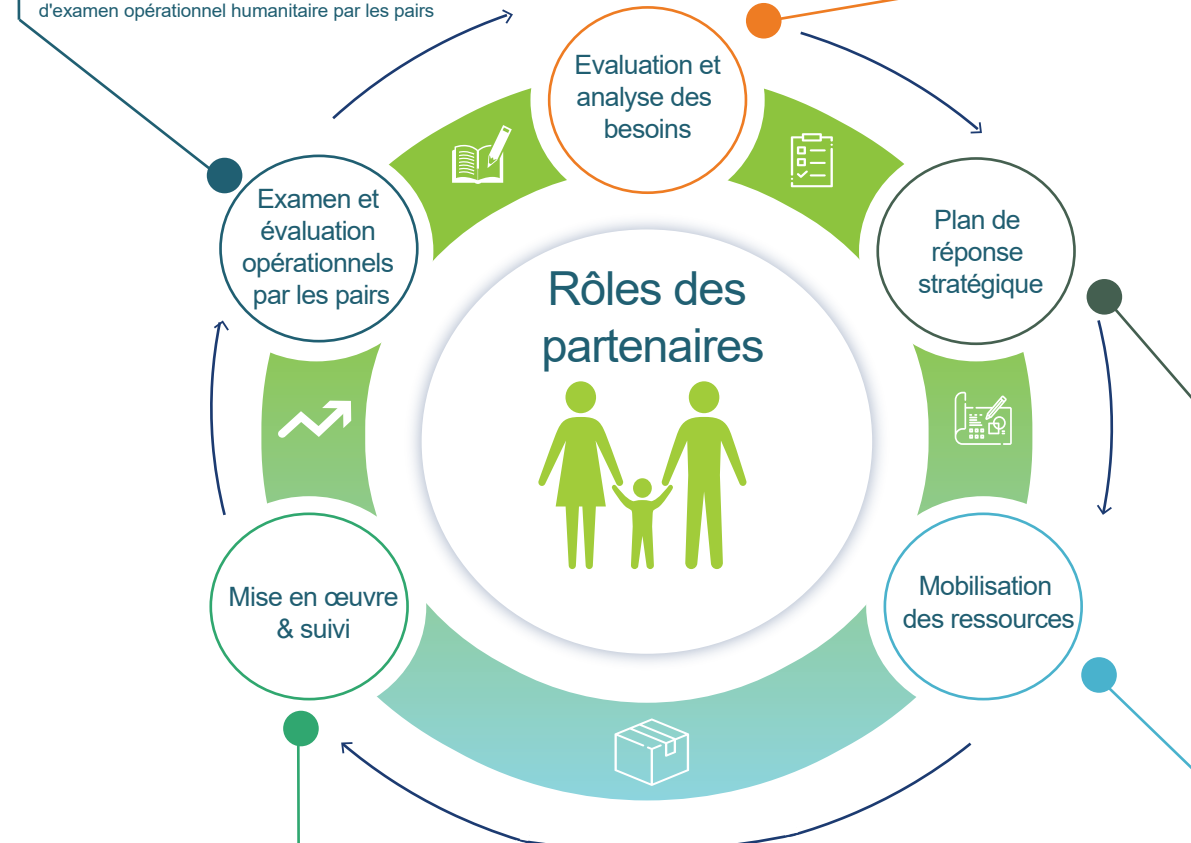 d'examen opérationnel humanitaire par les pairs
Evaluation et
analyse des
besoins
Examen et
évaluation
opérationnels
par les pairs
Plan de
réponse
stratégique
Rôles des
partenaires
Mise en œuvre
& suivi
Mobilisation
des ressources